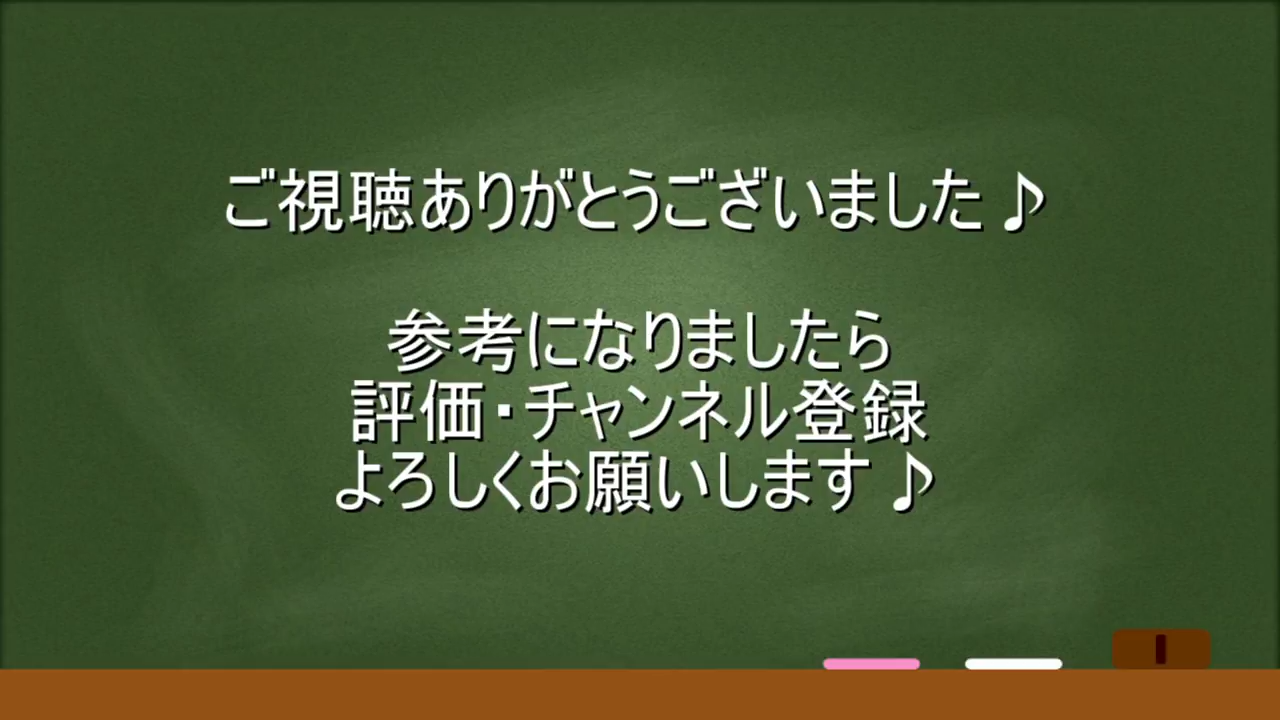 ご視聴ありがとうございました♪
参考になりましたら
評価・チャンネル登録
よろしくお願いします♪